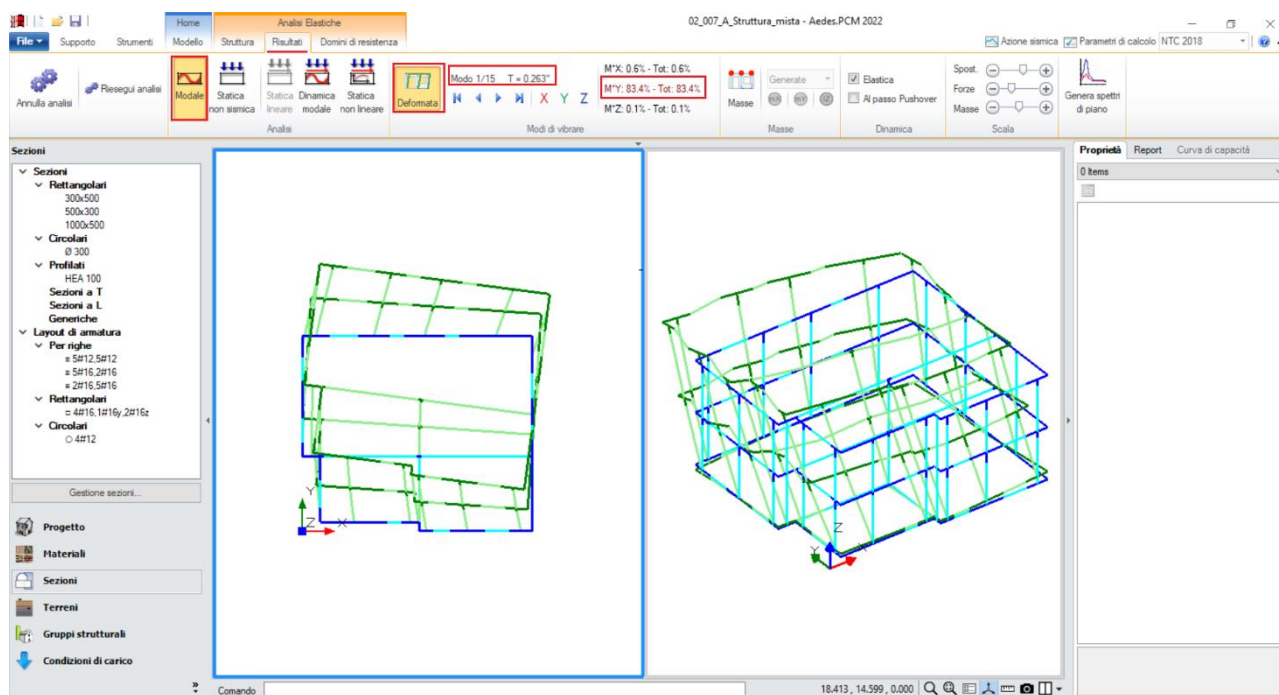 02_007_A_Struttura_mista - Aedes.PCM 2022
Home
Analisi Elastiche
File
Supporto
Strumenti
Modello
Struttura
Risultati
Domini di resistenza
Azione sismica
Parametri di calcolo
NTC 2018
Annulla analisi
Riesegui analisi
Modale
Statica
non sismica
Statica
lineare
Dinamica
modale
Statica
non lineare
Analisi
Deformata
Modo 1/15 T = 0.263"
X Y Z
M*X: 0.6% - Tot: 0.6%
M*Y: 83.4% - Tot: 83.4%
M*Z: 0.1% - Tot: 0.1%
Modi di vibrare
Masse
Generate
Masse
Elastica
Al passo Pushover
Dinamica
Spost.
Forze
Masse
Scala
Genera spettri
di piano
Sezioni
Sezioni
Rettangolari
300x500
500x300
1000x500
Circolari
Ø 300
Profilati
HEA 100
Sezioni a T
Sezioni a L
Generiche
Layout di armatura
Per righe
5#12,5#12
5#16,2#16
2#16,5#16
Rettangolari
4#16,1#16y,2#16z
Circolari
4#12
Gestione sezioni...
Progetto
Materiali
Sezioni
Terreni
Gruppi strutturali
Condizioni di carico
Y
Z X
Z
Y X
Proprietà
Report
Curva di capacità
0 Items
Comando
18.413 , 14.599 , 0.000